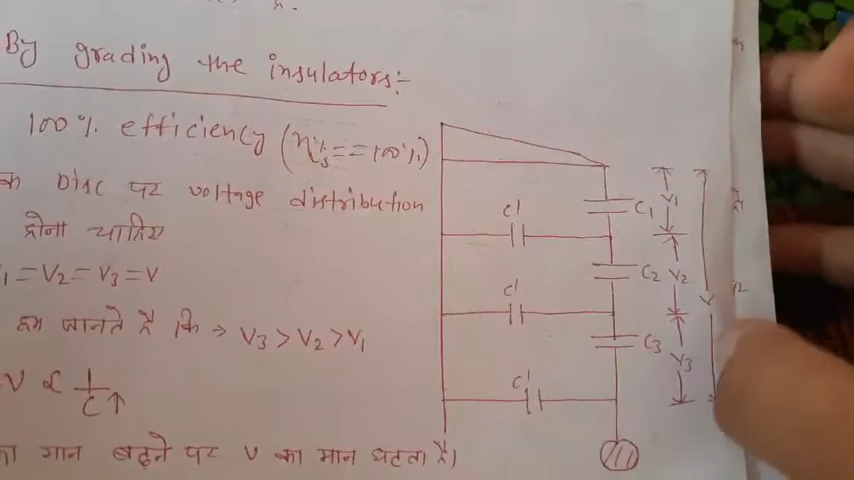 By grading the insulators:-
100% efficiency (η%s == 100%)
Disc पर voltage distribution
होना चाहिए
= V2 = V3 = V
हम जानते है कि → V3 > V2 > V1
V ∝ 1/C↑
मान बढ़ने पर V का मान घटता है।
C1
V1
C'
C2
V2
C'
V
C3
V3
C'